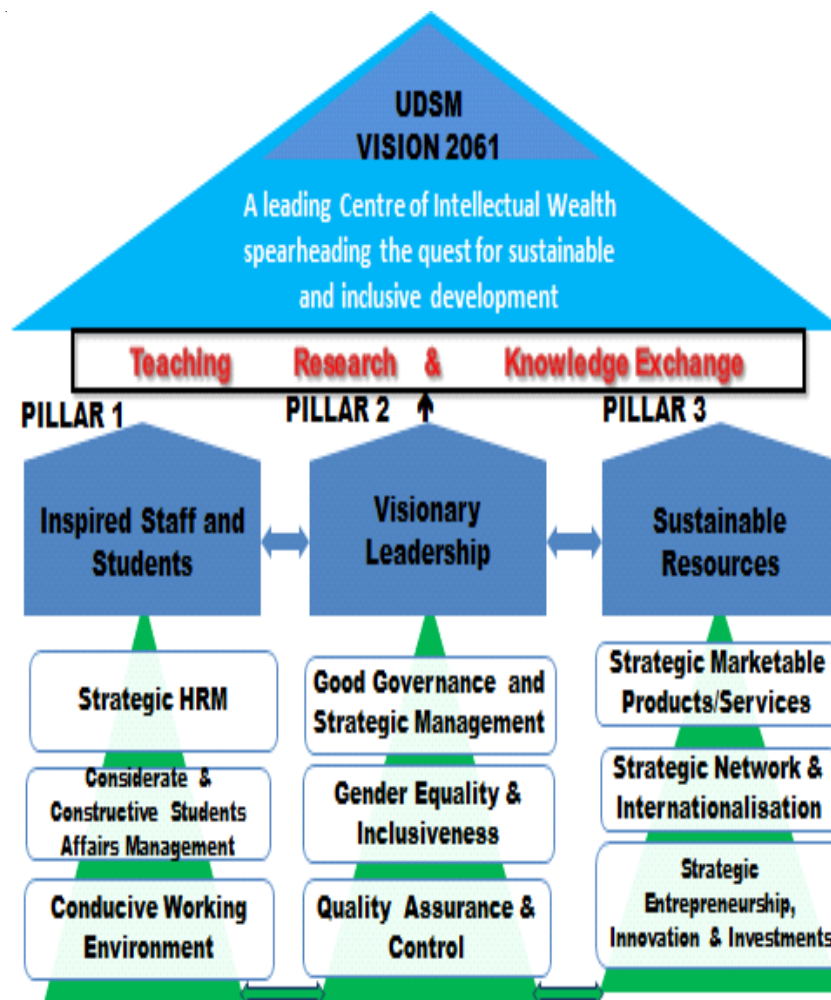 UDSM
VISION 2061
A leading Centre of Intellectual Wealth
spearheading the quest for sustainable
and inclusive development
Teaching Research & Knowledge Exchange
PILLAR 1
PILLAR 2
PILLAR 3
Inspired Staff and
Students
Visionary
Leadership
Sustainable
Resources
Strategic HRM
Considerate &
Constructive Students
Affairs Management
Conducive Working
Environment
Good Governance and
Strategic Management
Gender Equality &
Inclusiveness
Quality Assurance &
Control
Strategic Marketable
Products/Services
Strategic Network &
Internationalisation
Strategic
Entrepreneurship,
Innovation & Investments